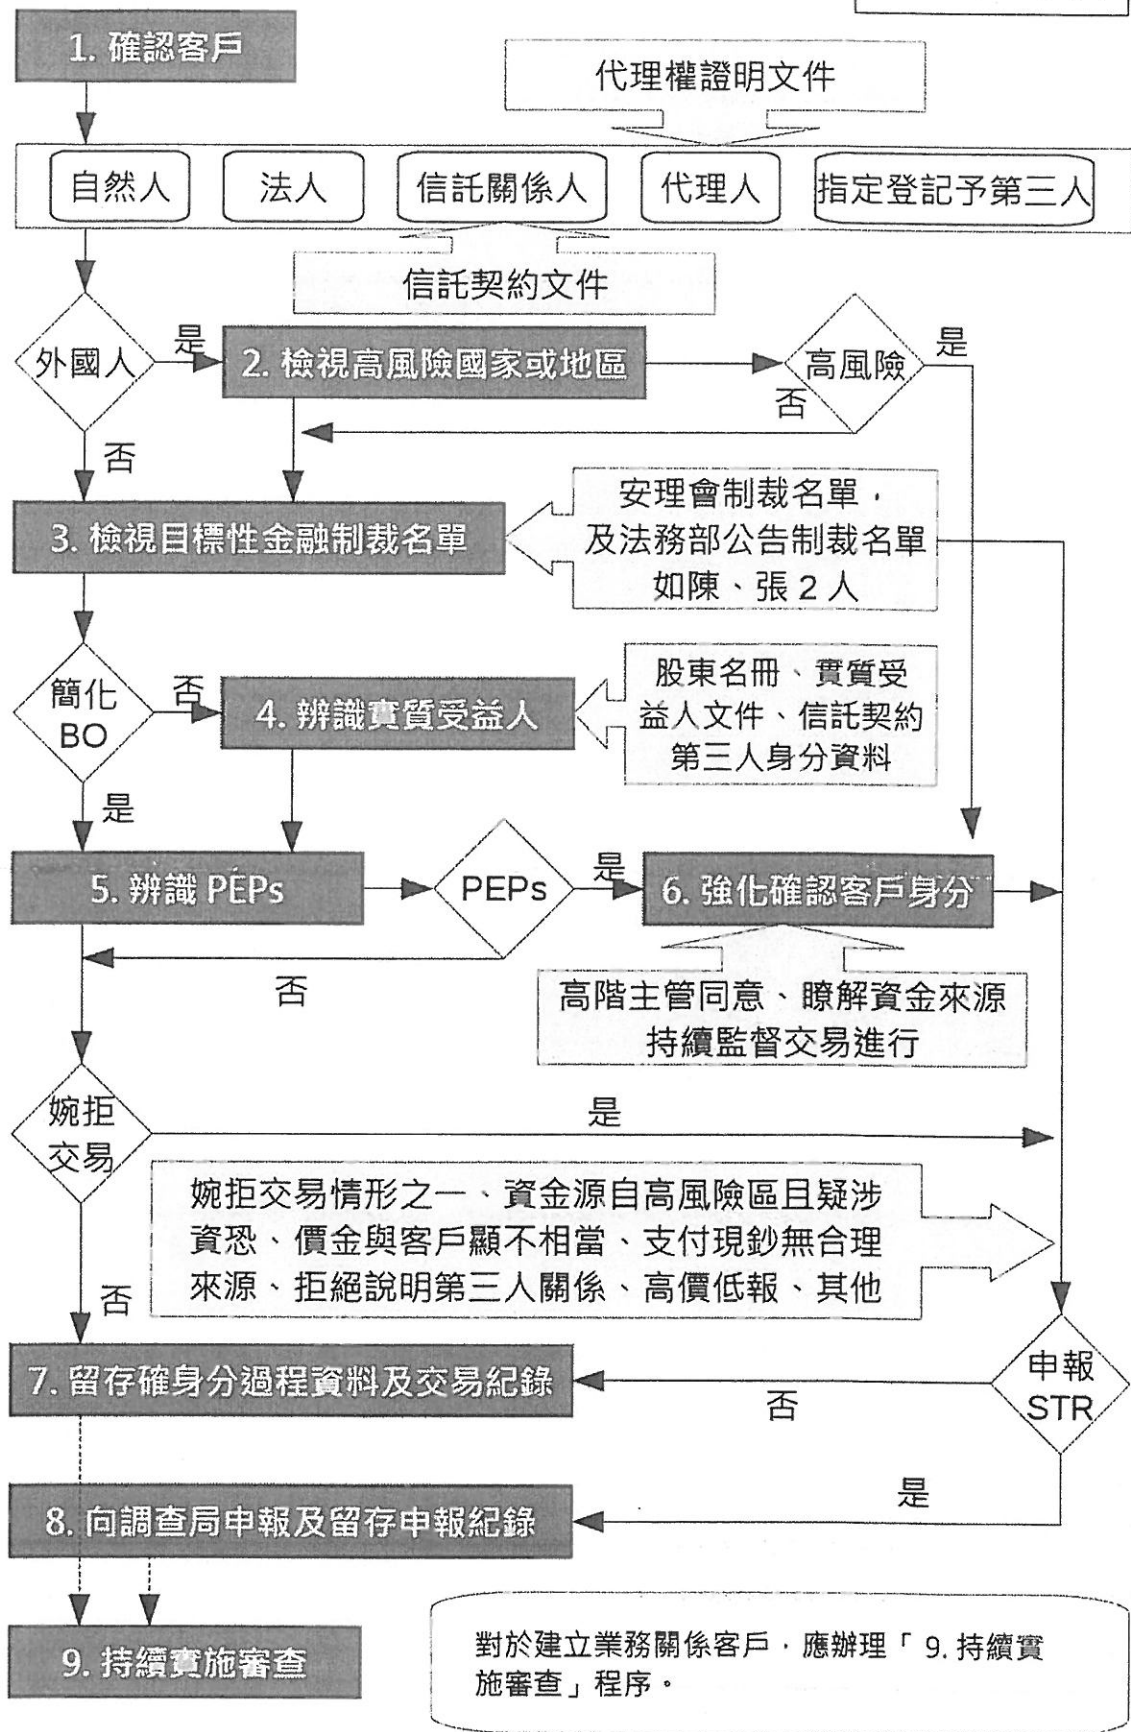 1. 確認客戶
代理權證明文件
自然人
法人
信託關係人
代理人
指定登記予第三人
信託契約文件
外國人
是
2. 檢視高風險國家或地區
高風險
是
否
否
3. 檢視目標性金融制裁名單
安理會制裁名單，
及法務部公告制裁名單
如陳、張 2 人
簡化
BO
否
4. 辨識實質受益人
股東名冊、實質受
益人文件、信託契約
第三人身分資料
是
5. 辨識 PEPs
PEPs
是
6. 強化確認客戶身分
否
高階主管同意、瞭解資金來源
持續監督交易進行
婉拒
交易
是
婉拒交易情形之一、資金源自高風險區且疑涉
資恐、價金與客戶顯不相當、支付現鈔無合理
來源、拒絕說明第三人關係、高價低報、其他
否
7. 留存確身分過程資料及交易紀錄
申報
STR
否
是
8. 向調查局申報及留存申報紀錄
9. 持續實施審查
對於建立業務關係客戶，應辦理「 9. 持續實
施審查」程序。